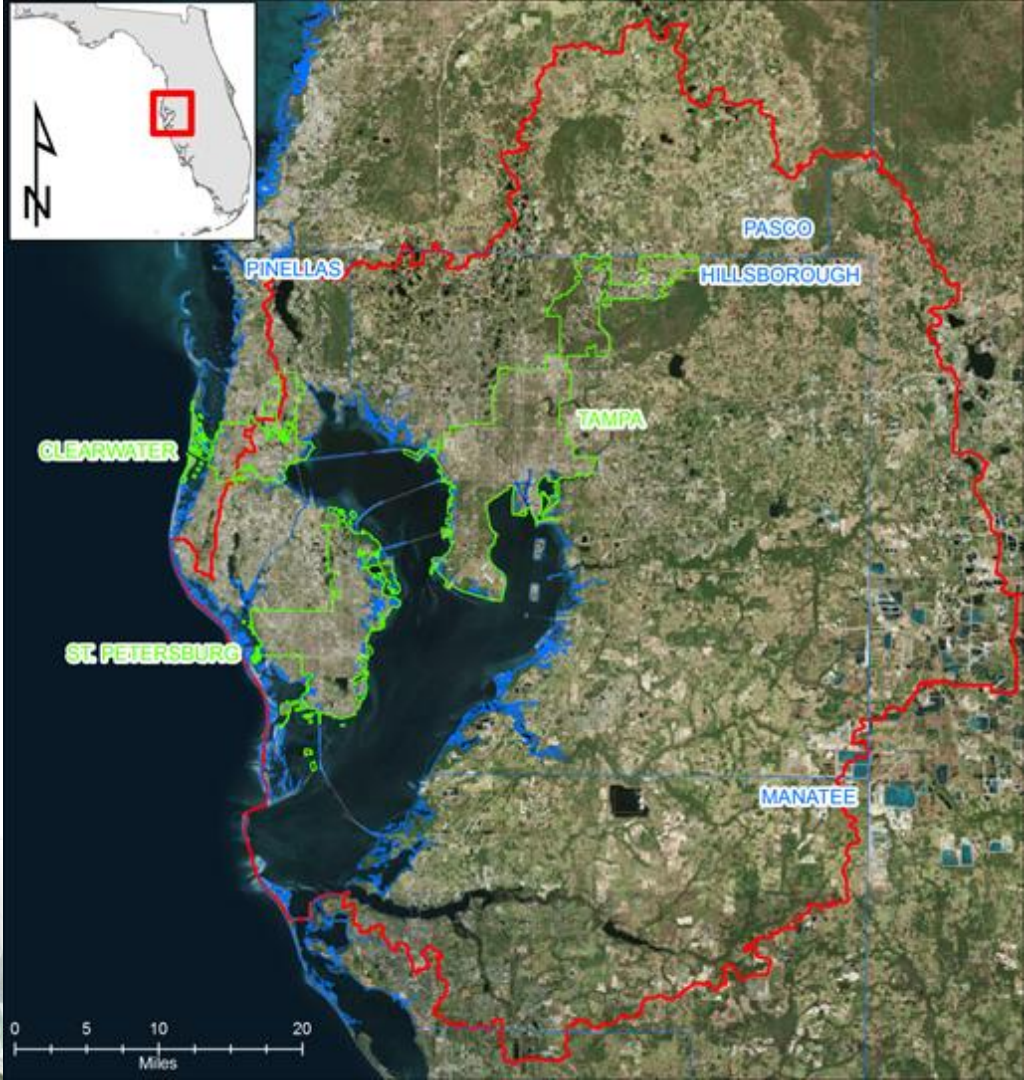 N
PASCO
PINELLAS
HILLSBOROUGH
TAMPA
CLEARWATER
ST. PETERSBURG
MANATEE
0 5 10 20
Miles